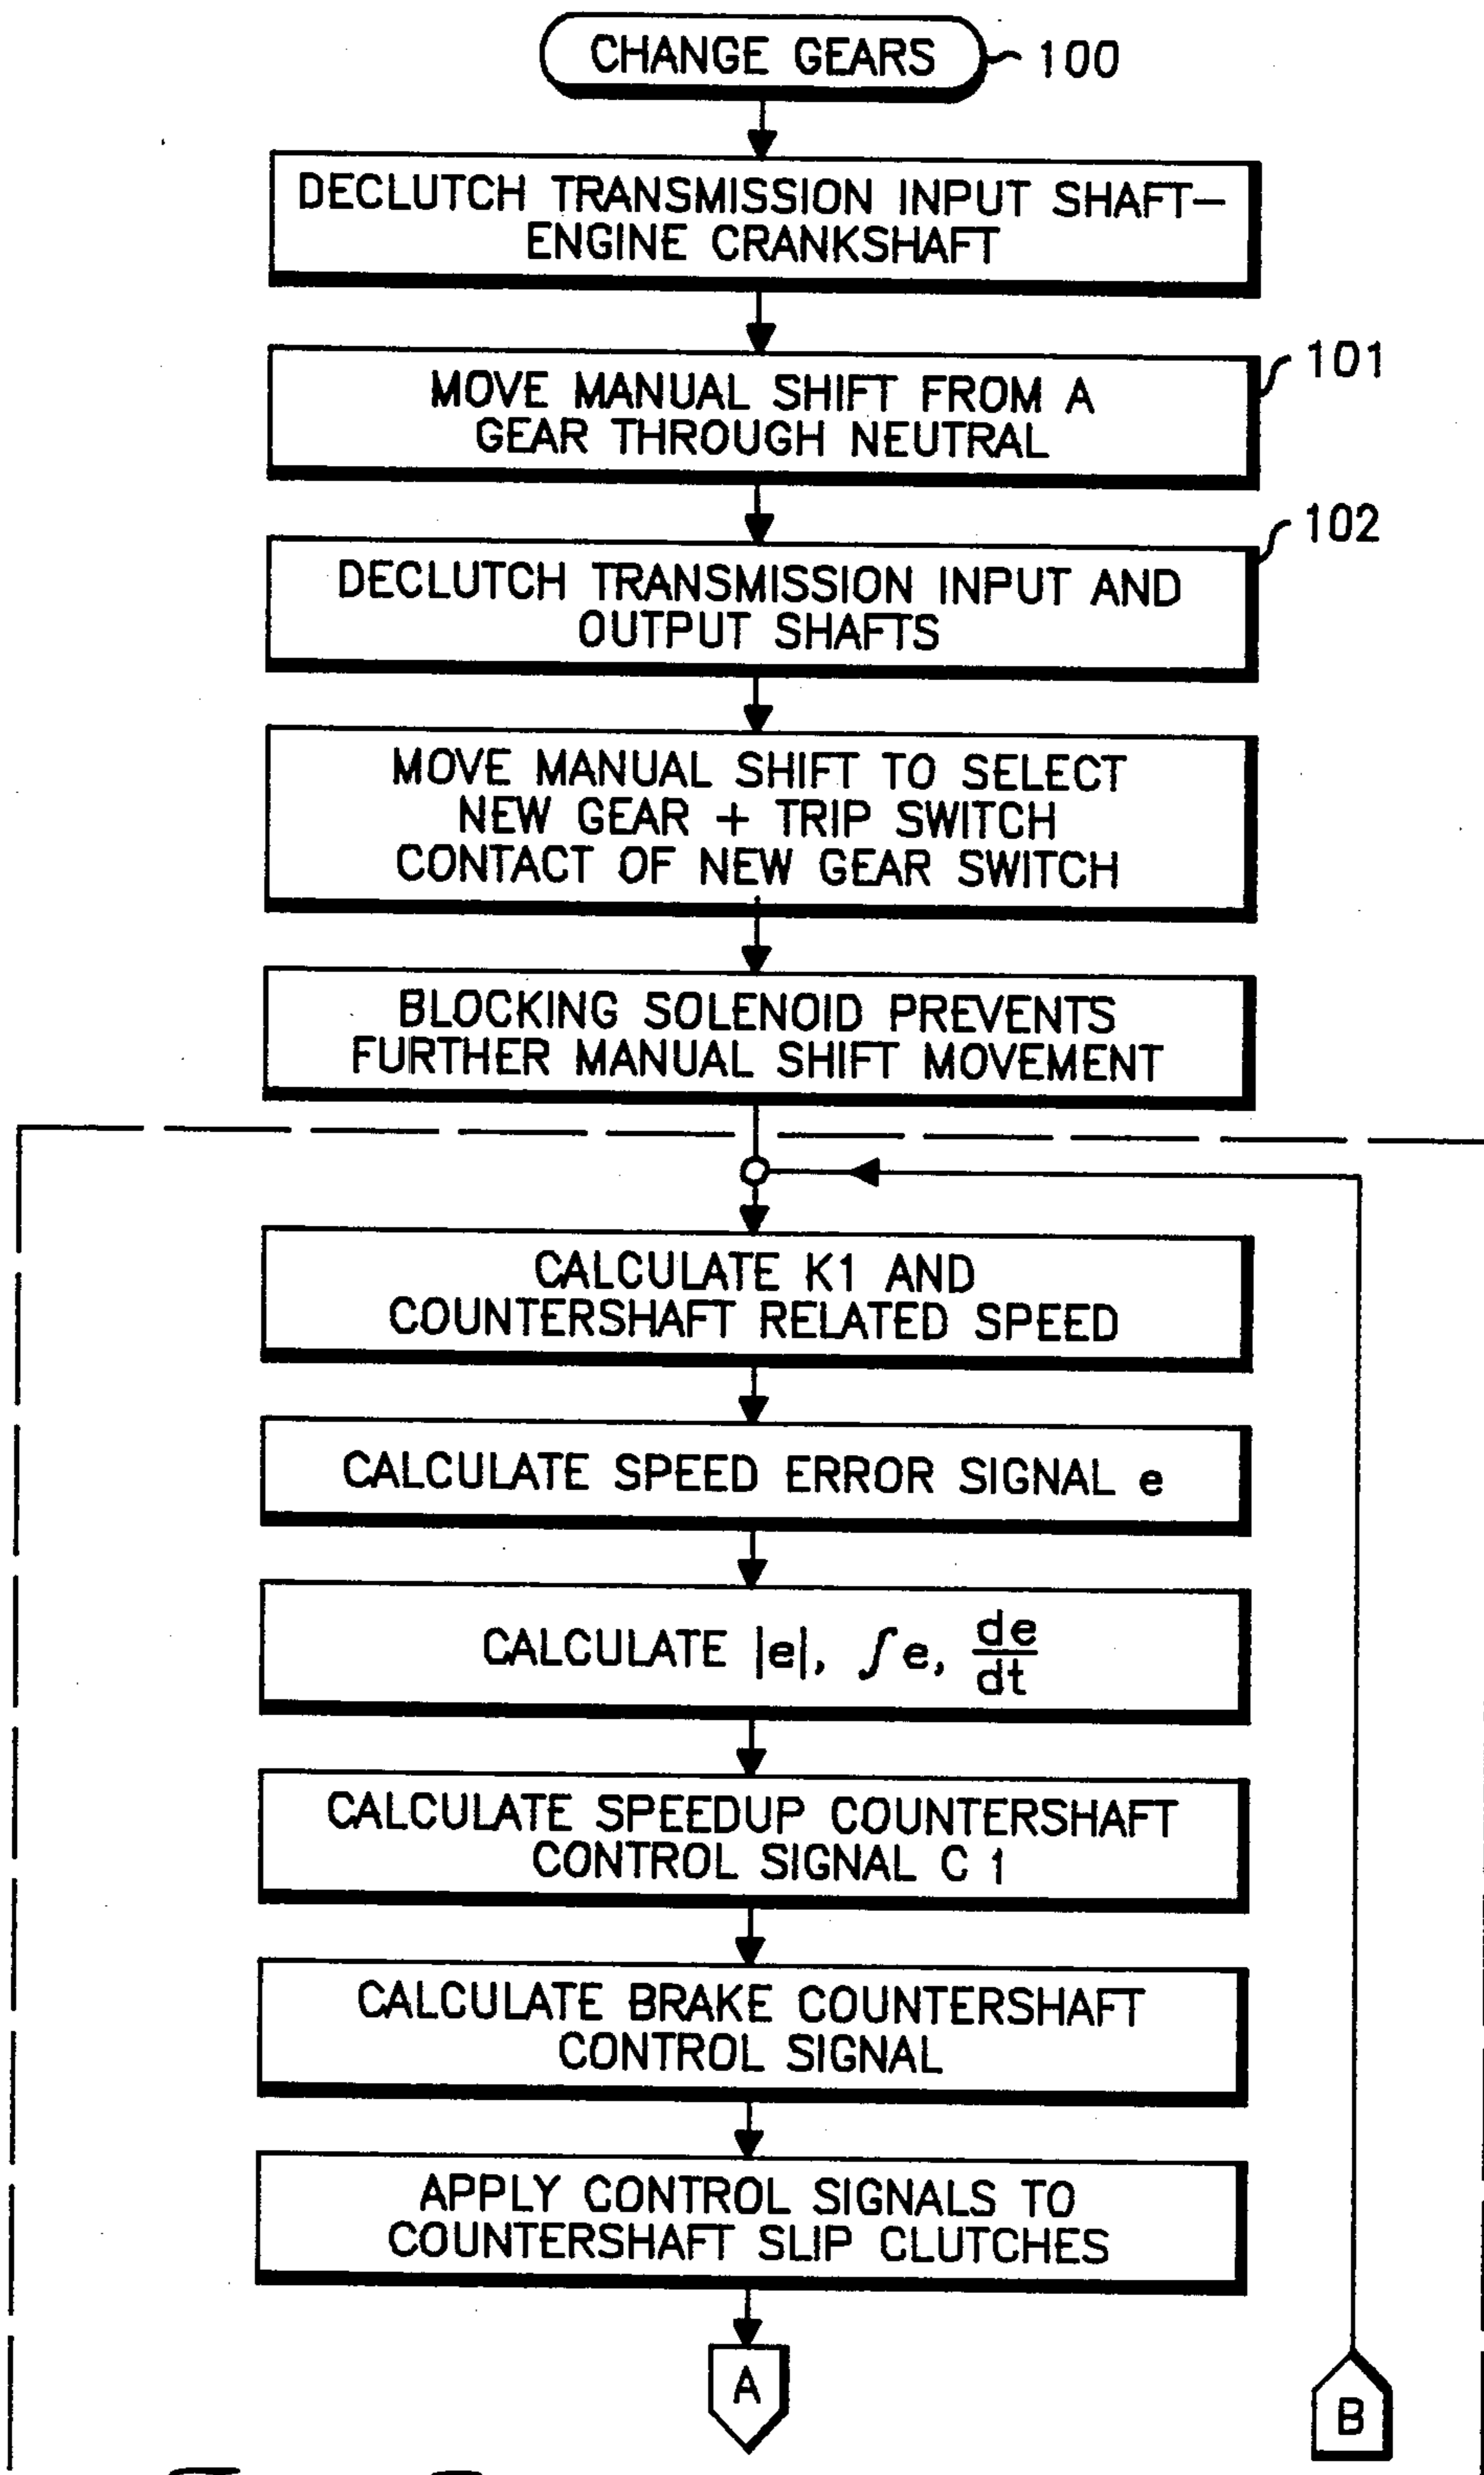 CHANGE GEARS
100
DECLUTCH TRANSMISSION INPUT SHAFT–
ENGINE CRANKSHAFT
101
MOVE MANUAL SHIFT FROM A
GEAR THROUGH NEUTRAL
102
DECLUTCH TRANSMISSION INPUT AND
OUTPUT SHAFTS
MOVE MANUAL SHIFT TO SELECT
NEW GEAR + TRIP SWITCH
CONTACT OF NEW GEAR SWITCH
BLOCKING SOLENOID PREVENTS
FURTHER MANUAL SHIFT MOVEMENT
CALCULATE K1 AND
COUNTERSHAFT RELATED SPEED
CALCULATE SPEED ERROR SIGNAL e
CALCULATE |e|, ∫e, de/dt
CALCULATE SPEEDUP COUNTERSHAFT
CONTROL SIGNAL C 1
CALCULATE BRAKE COUNTERSHAFT
CONTROL SIGNAL
APPLY CONTROL SIGNALS TO
COUNTERSHAFT SLIP CLUTCHES
A
B